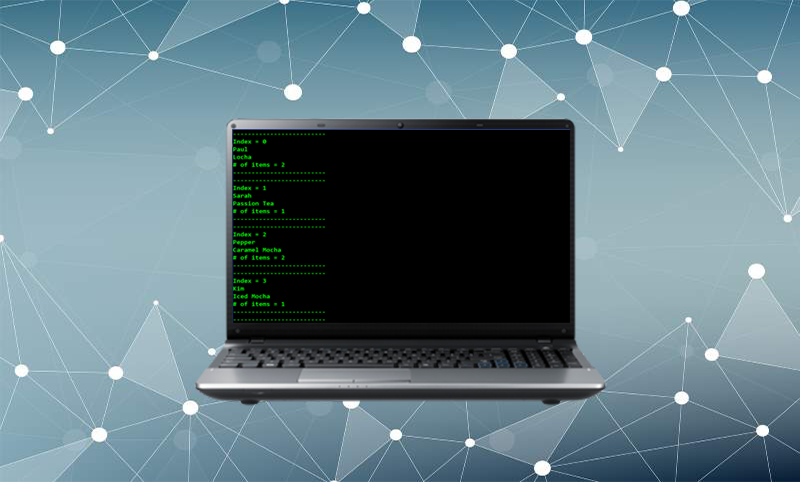 ---------------------------
Index = 0
Paul
Locha
# of items = 2
---------------------------
---------------------------
Index = 1
Sarah
Passion Tea
# of items = 1
---------------------------
---------------------------
Index = 2
Pepper
Caramel Mocha
# of items = 2
---------------------------
---------------------------
Index = 3
Kim
Iced Mocha
# of items = 1
---------------------------
---------------------------